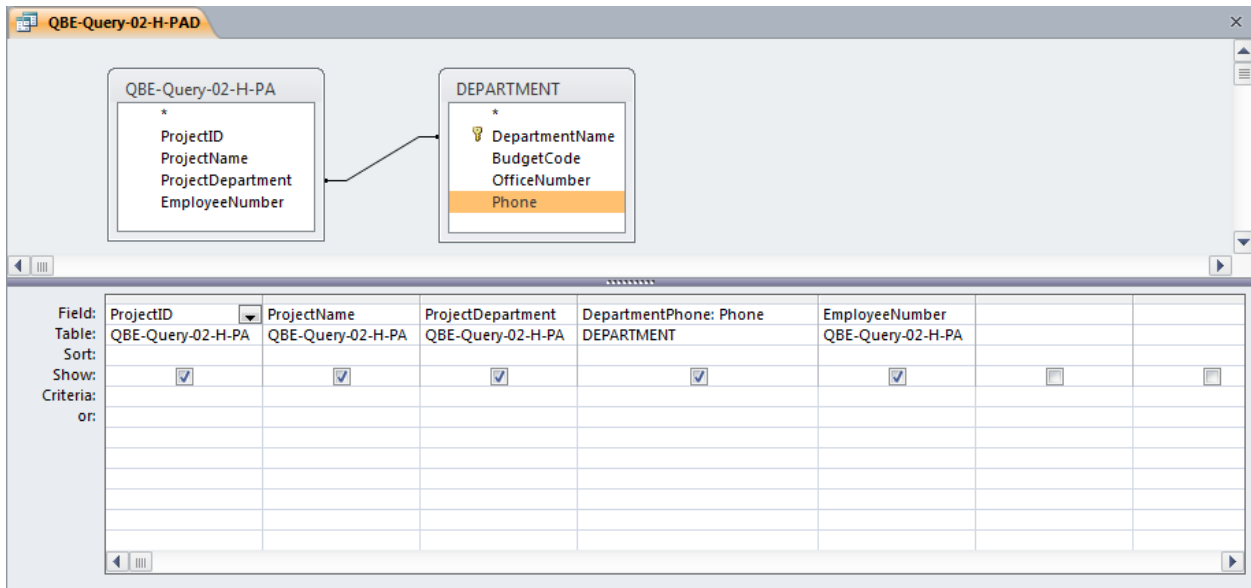 QBE-Query-02-H-PAD
QBE-Query-02-H-PA
*
ProjectID
ProjectName
ProjectDepartment
EmployeeNumber
DEPARTMENT
*
DepartmentName
BudgetCode
OfficeNumber
Phone
Field: ProjectID ProjectName ProjectDepartment DepartmentPhone: Phone EmployeeNumber
Table: QBE-Query-02-H-PA QBE-Query-02-H-PA QBE-Query-02-H-PA DEPARTMENT QBE-Query-02-H-PA
Sort:
Show:
Criteria:
or: